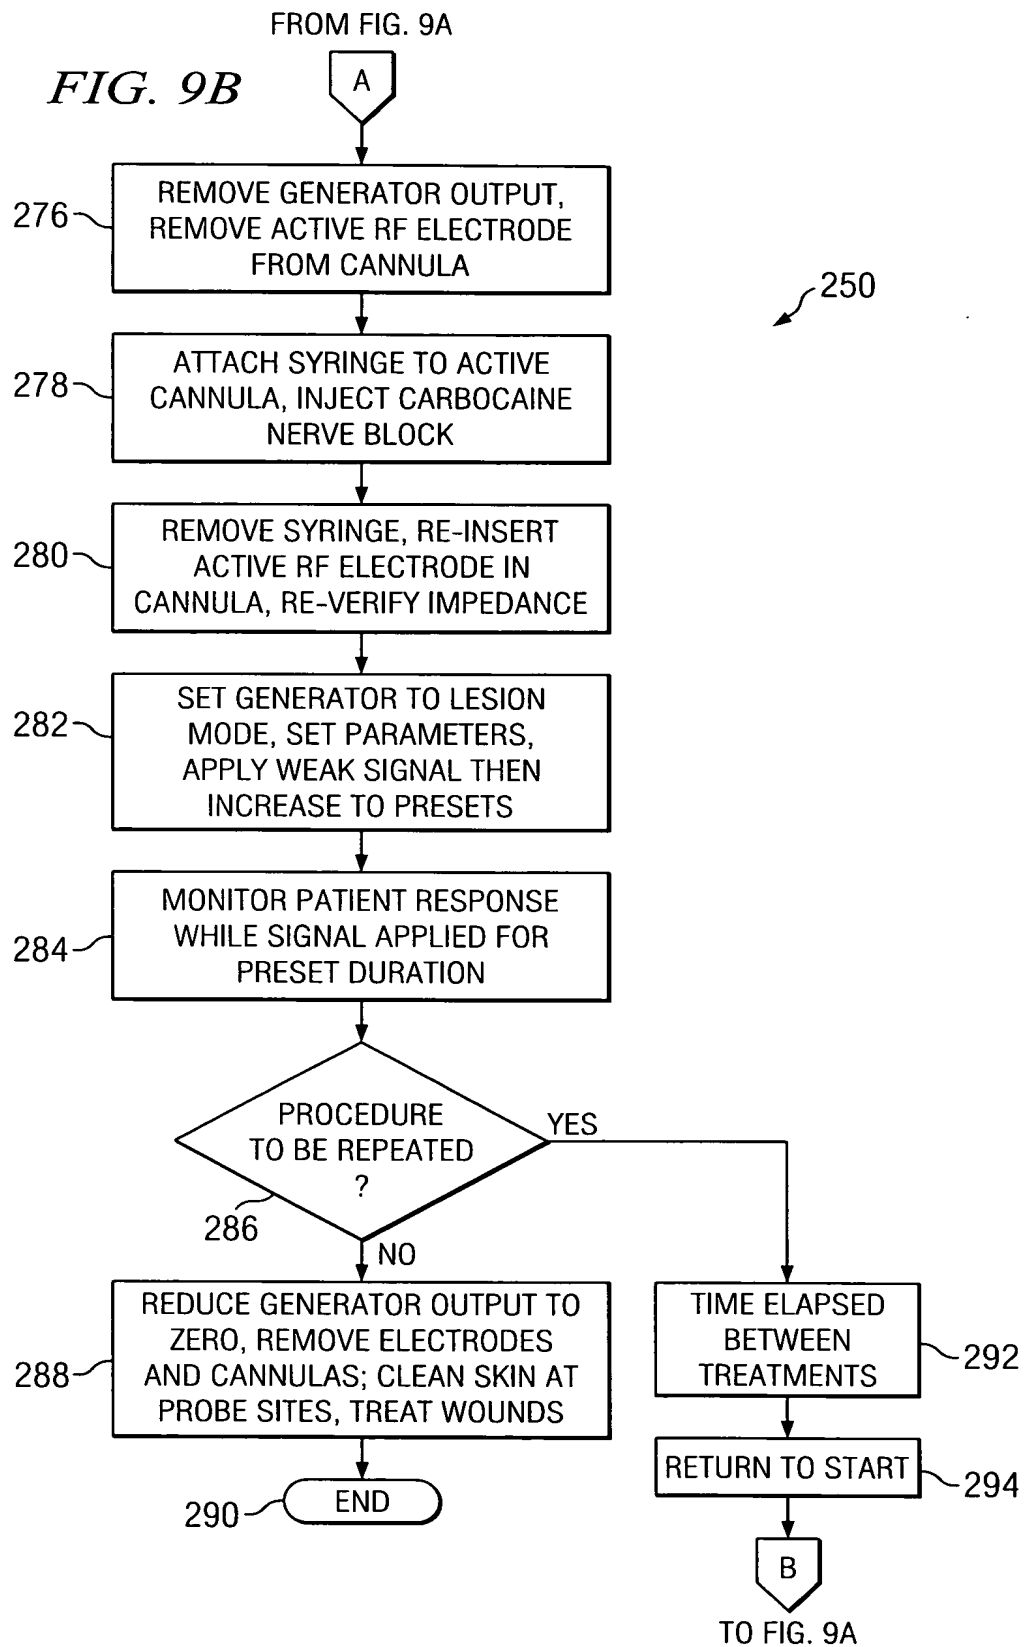 FROM FIG. 9A
FIG. 9B
A
276
REMOVE GENERATOR OUTPUT,
REMOVE ACTIVE RF ELECTRODE
FROM CANNULA
250
278
ATTACH SYRINGE TO ACTIVE
CANNULA, INJECT CARBOCAINE
NERVE BLOCK
280
REMOVE SYRINGE, RE-INSERT
ACTIVE RF ELECTRODE IN
CANNULA, RE-VERIFY IMPEDANCE
282
SET GENERATOR TO LESION
MODE, SET PARAMETERS,
APPLY WEAK SIGNAL THEN
INCREASE TO PRESETS
284
MONITOR PATIENT RESPONSE
WHILE SIGNAL APPLIED FOR
PRESET DURATION
PROCEDURE
TO BE REPEATED
?
YES
286
NO
288
REDUCE GENERATOR OUTPUT TO
ZERO, REMOVE ELECTRODES
AND CANNULAS; CLEAN SKIN AT
PROBE SITES, TREAT WOUNDS
TIME ELAPSED
BETWEEN
TREATMENTS
292
RETURN TO START
294
290
END
B
TO FIG. 9A